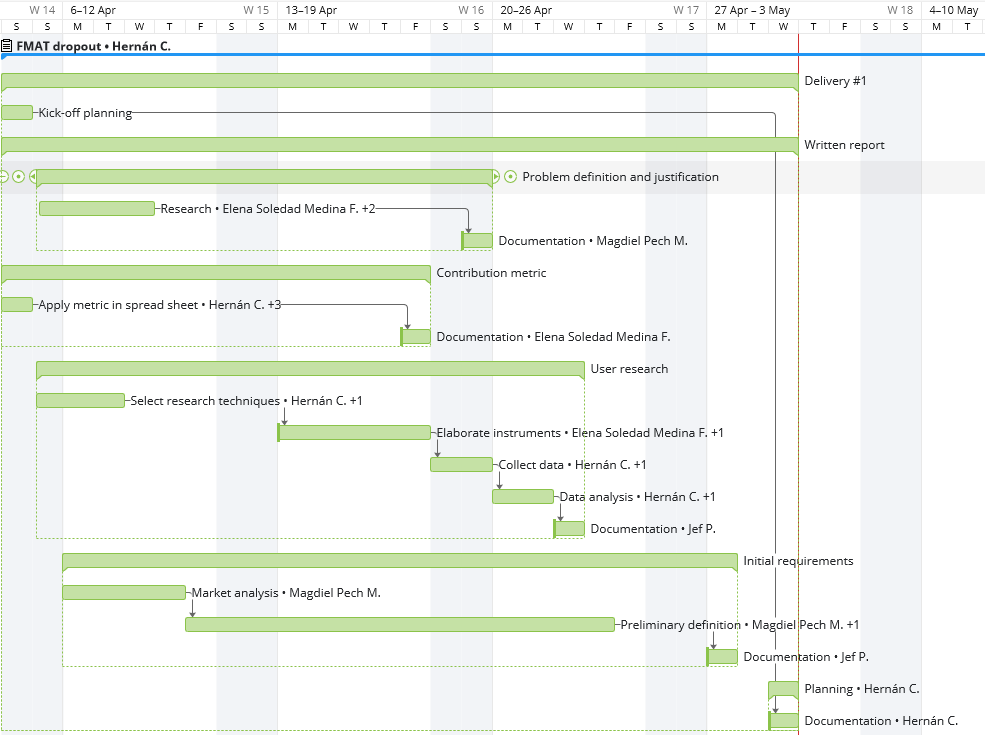 W 14 6–12 Apr W 15 13–19 Apr W 16 20–26 Apr W 17 27 Apr – 3 May W 18 4–10 May
S S M T W T F S S M T W T F S S M T W T F S S M T W T F S S M T
FMAT dropout • Hernán C.
Delivery #1
Kick-off planning
Written report
Problem definition and justification
Research • Elena Soledad Medina F. +2
Documentation • Magdiel Pech M.
Contribution metric
Apply metric in spread sheet • Hernán C. +3
Documentation • Elena Soledad Medina F.
User research
Select research techniques • Hernán C. +1
Elaborate instruments • Elena Soledad Medina F. +1
Collect data • Hernán C. +1
Data analysis • Hernán C. +1
Documentation • Jef P.
Initial requirements
Market analysis • Magdiel Pech M.
Preliminary definition • Magdiel Pech M. +1
Documentation • Jef P.
Planning • Hernán C.
Documentation • Hernán C.